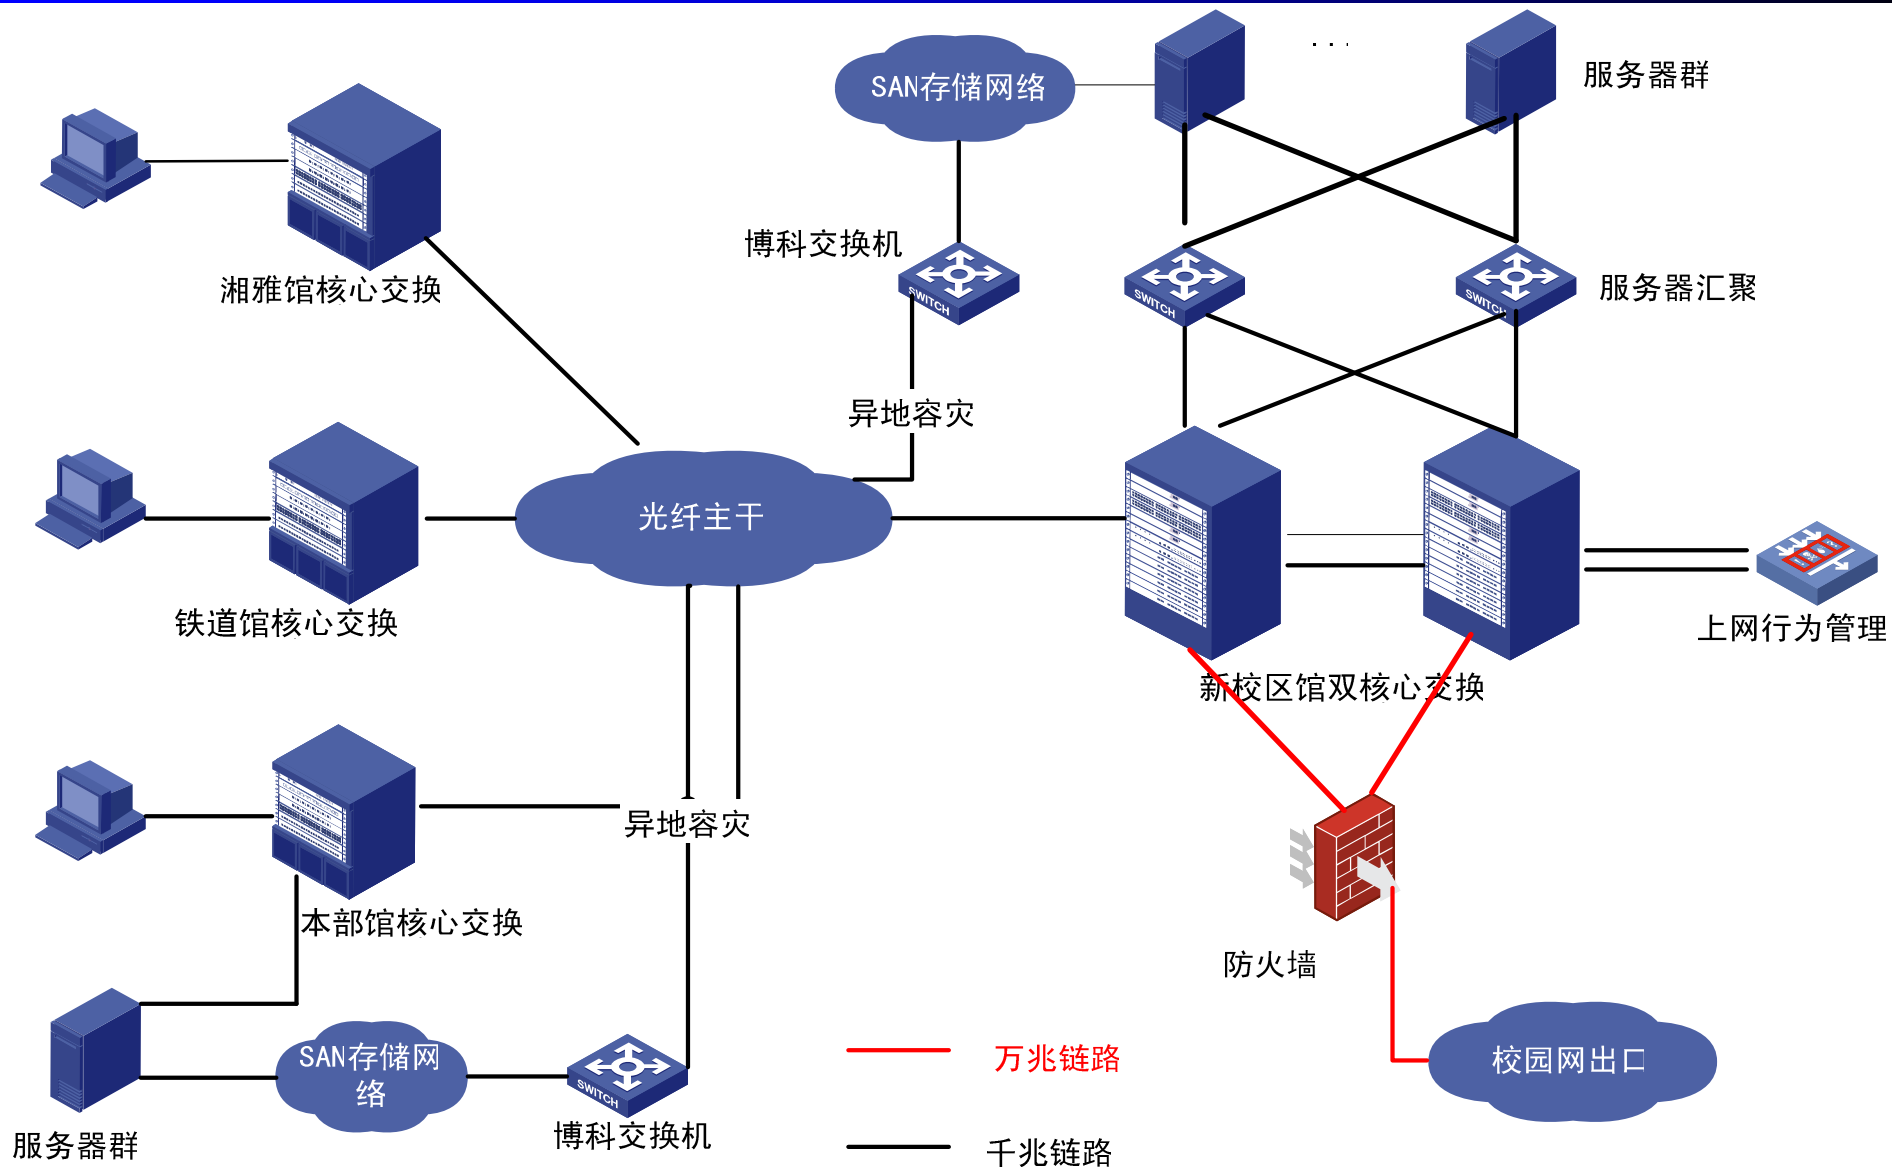 SAN存储网络
...
服务器群
博科交换机
SWITCH
SWITCH
SWITCH
服务器汇聚
湘雅馆核心交换
异地容灾
光纤主干
铁道馆核心交换
上网行为管理
新校区馆双核心交换
异地容灾
本部馆核心交换
防火墙
SAN存储网
络
SWITCH
服务器群
博科交换机
万兆链路
千兆链路
校园网出口